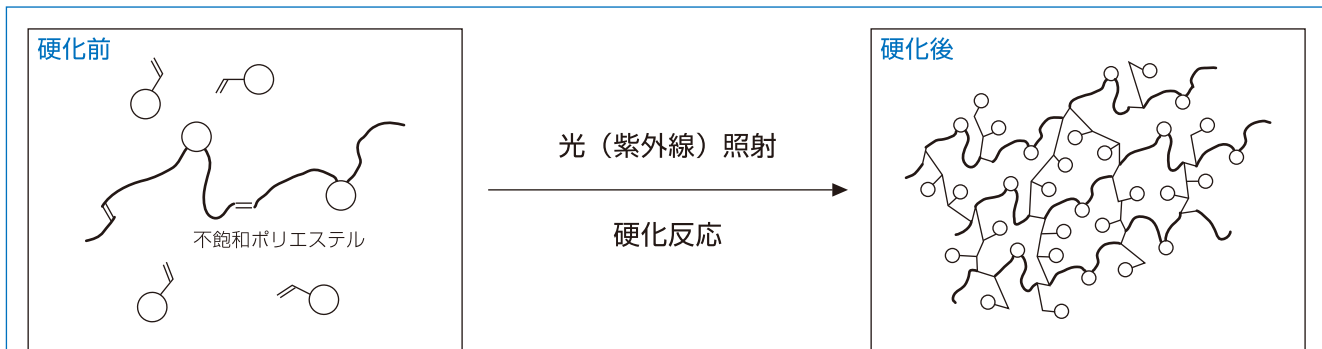 硬化前
不飽和ポリエステル
光（紫外線）照射
硬化反応
硬化後